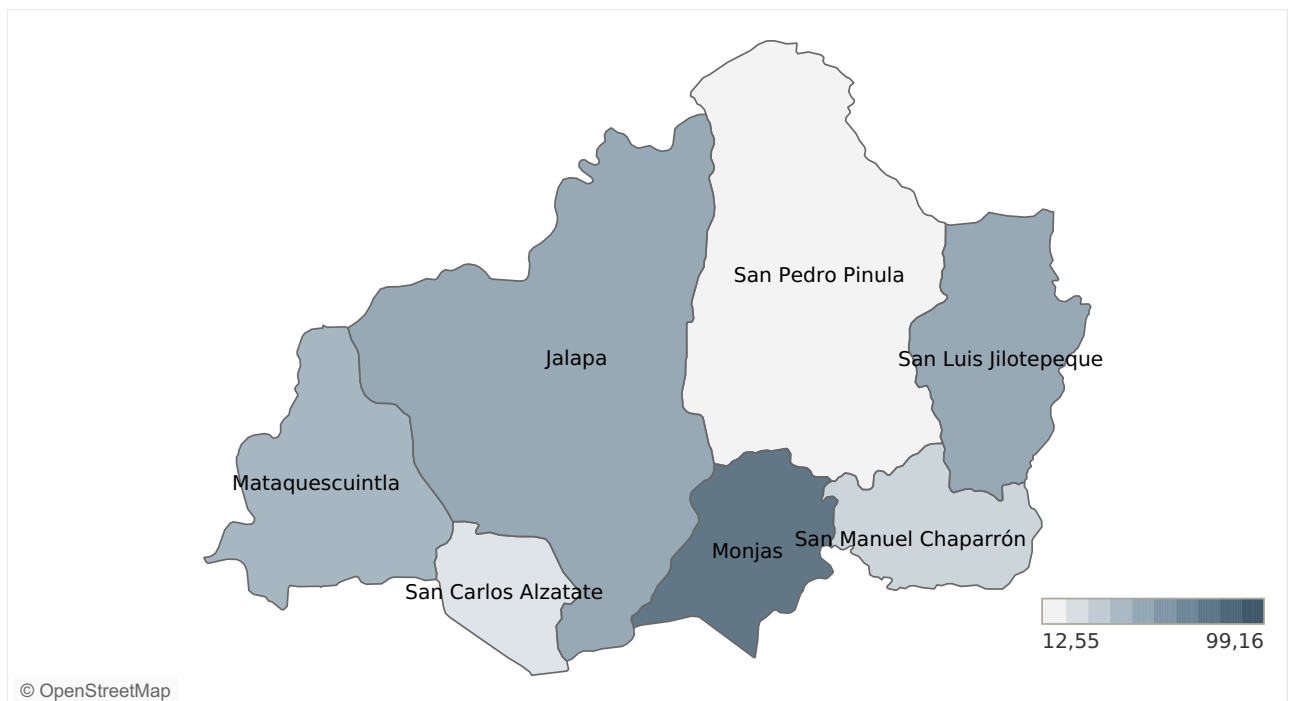 San Pedro Pinula
Jalapa
San Luis Jilotepeque
Mataquescuintla
San Manuel Chaparrón
Monjas
San Carlos Alzatate
12,55
99,16
© OpenStreetMap